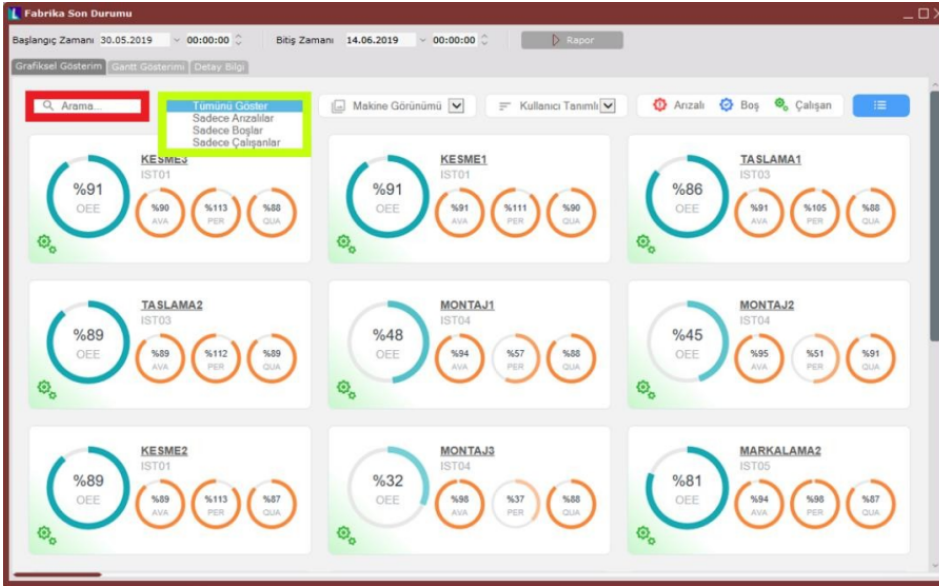 Fabrika Son Durumu
Başlangıç Zamanı 30.05.2019 00:00:00 Bitiş Zamanı 14.06.2019 00:00:00 Rapor
Grafiksel Gösterim Gantt Gösterimi Detay Bilgi
Arama... Tümünü Göster Makine Görünümü Kullanıcı Tanımlı Arızalı Boş Çalışan
Sadece Arızalılar
Sadece Boşlar
Sadece Çalışanlar
KESME3
IST01
%91 OEE
%90 AVA %113 PER %88 QUA
KESME1
IST01
%91 OEE
%91 AVA %111 PER %90 QUA
TASLAMA1
IST03
%86 OEE
%91 AVA %105 PER %88 QUA
TASLAMA2
IST03
%89 OEE
%89 AVA %112 PER %89 QUA
MONTAJ1
IST04
%48 OEE
%94 AVA %57 PER %88 QUA
MONTAJ2
IST04
%45 OEE
%95 AVA %51 PER %91 QUA
KESME2
IST01
%89 OEE
%89 AVA %113 PER %87 QUA
MONTAJ3
IST04
%32 OEE
%98 AVA %37 PER %88 QUA
MARKALAMA2
IST05
%81 OEE
%94 AVA %98 PER %87 QUA